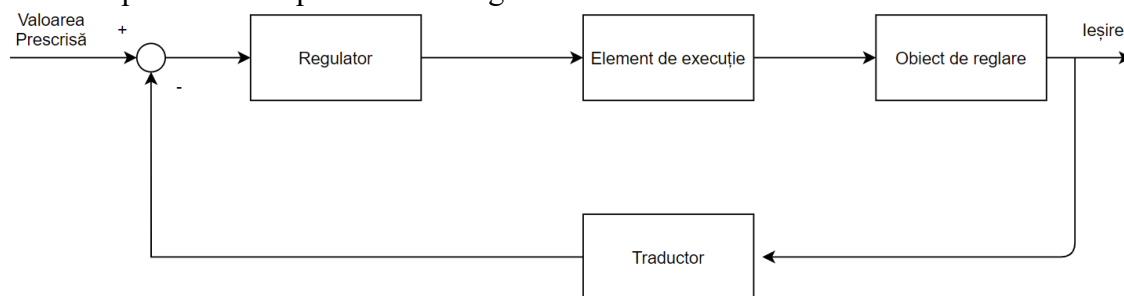 Valoarea
Prescrisă
+
-
Regulator
Element de execuție
Obiect de reglare
Ieșire
Traductor